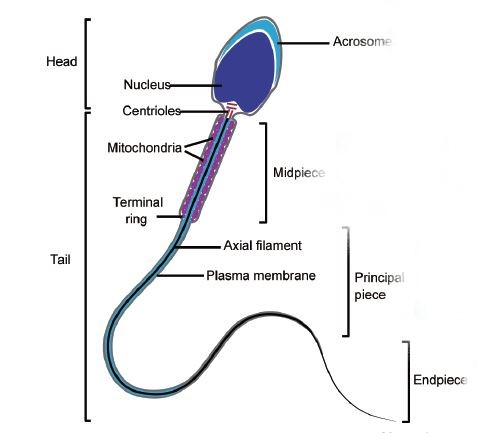 Acrosome
Head
Nucleus
Centrioles
Mitochondria
Midpiece
Terminal
ring
Axial filament
Tail
Plasma membrane
Principal
piece
Endpiece